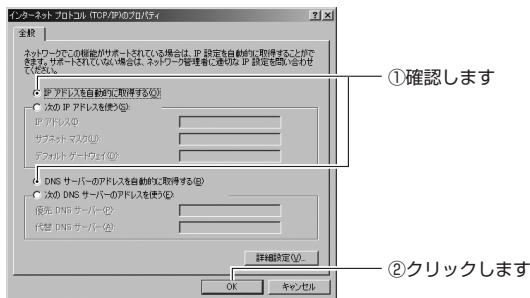 インターネット プロトコル (TCP/IP)のプロパティ
全般
ネットワークでこの機能がサポートされている場合は、IP 設定を自動的に取得することがで
きます。サポートされていない場合は、ネットワーク管理者に適切な IP 設定を問い合わせ
てください。
IP アドレスを自動的に取得する(O)
次の IP アドレスを使う(S):
IP アドレス(I):
サブネット マスク(U):
デフォルト ゲートウェイ(D):
DNS サーバーのアドレスを自動的に取得する(B)
次の DNS サーバーのアドレスを使う(E):
優先 DNS サーバー(P):
代替 DNS サーバー(A):
詳細設定(V)...
OK
キャンセル
①確認します
②クリックします